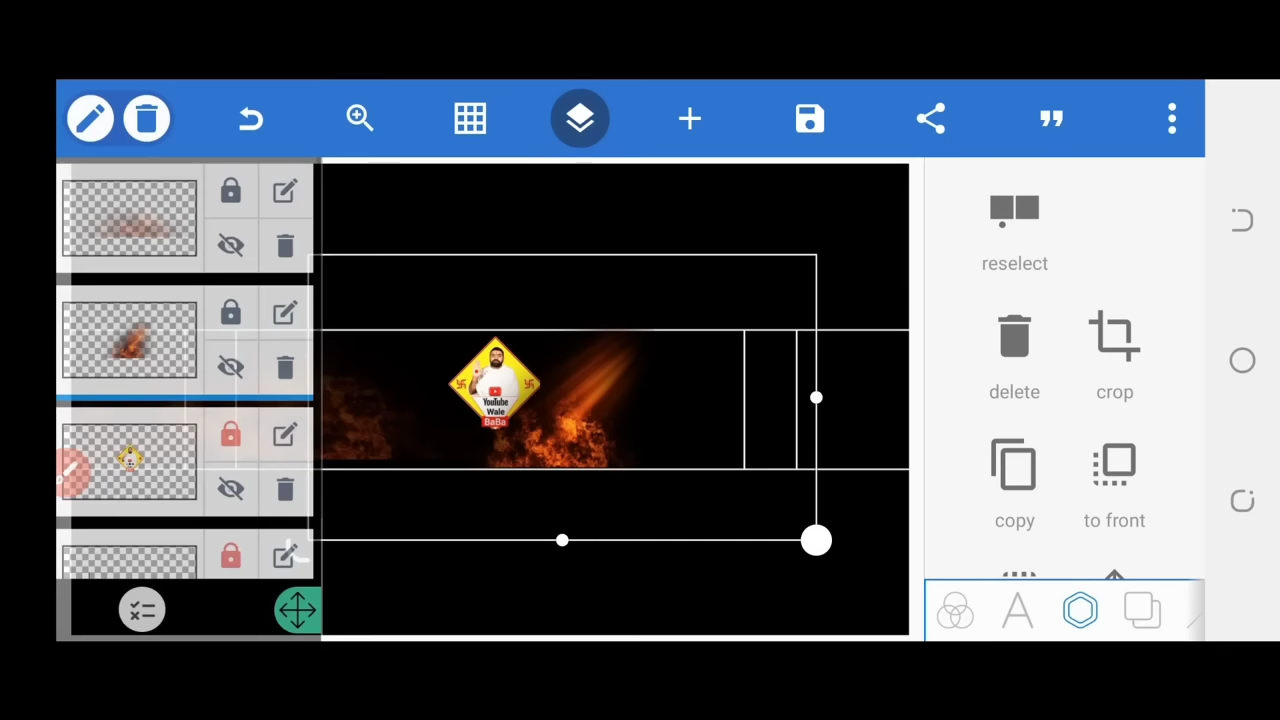 reselect
delete
crop
YouTube
Wale
BaBa
copy
to front